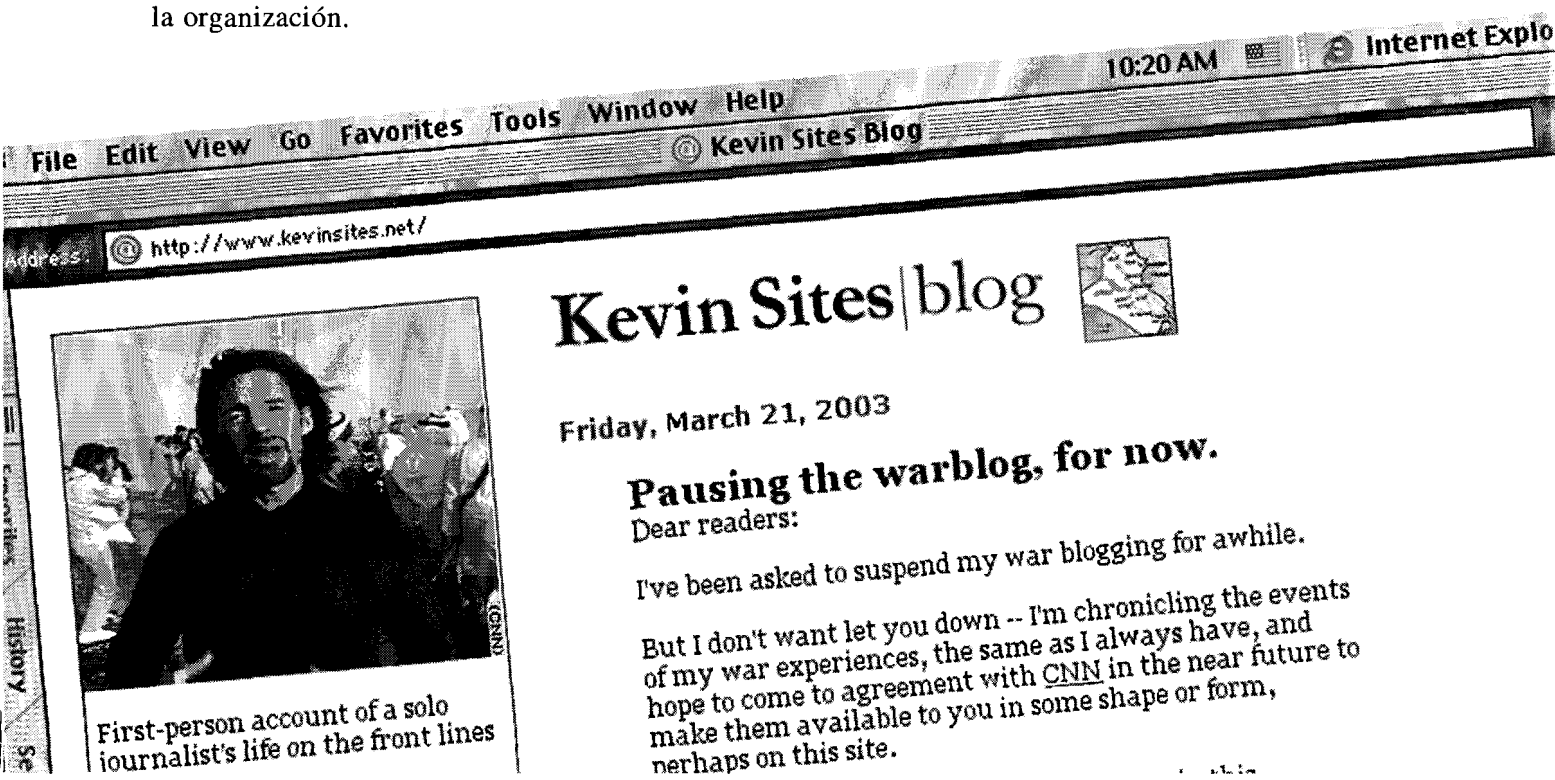 la organización.
10:20 AM Internet Explo
File Edit View Go Favorites Tools Window Help
Kevin Sites Blog
Address: http://www.kevinsites.net/
Kevin Sites|blog
Friday, March 21, 2003
Pausing the warblog, for now.
Dear readers:
I've been asked to suspend my war blogging for awhile.
But I don't want let you down -- I'm chronicling the events
of my war experiences, the same as I always have, and
hope to come to agreement with CNN in the near future to
make them available to you in some shape or form,
perhaps on this site.
(CNN)
First-person account of a solo
journalist's life on the front lines
Favorites
History
Se